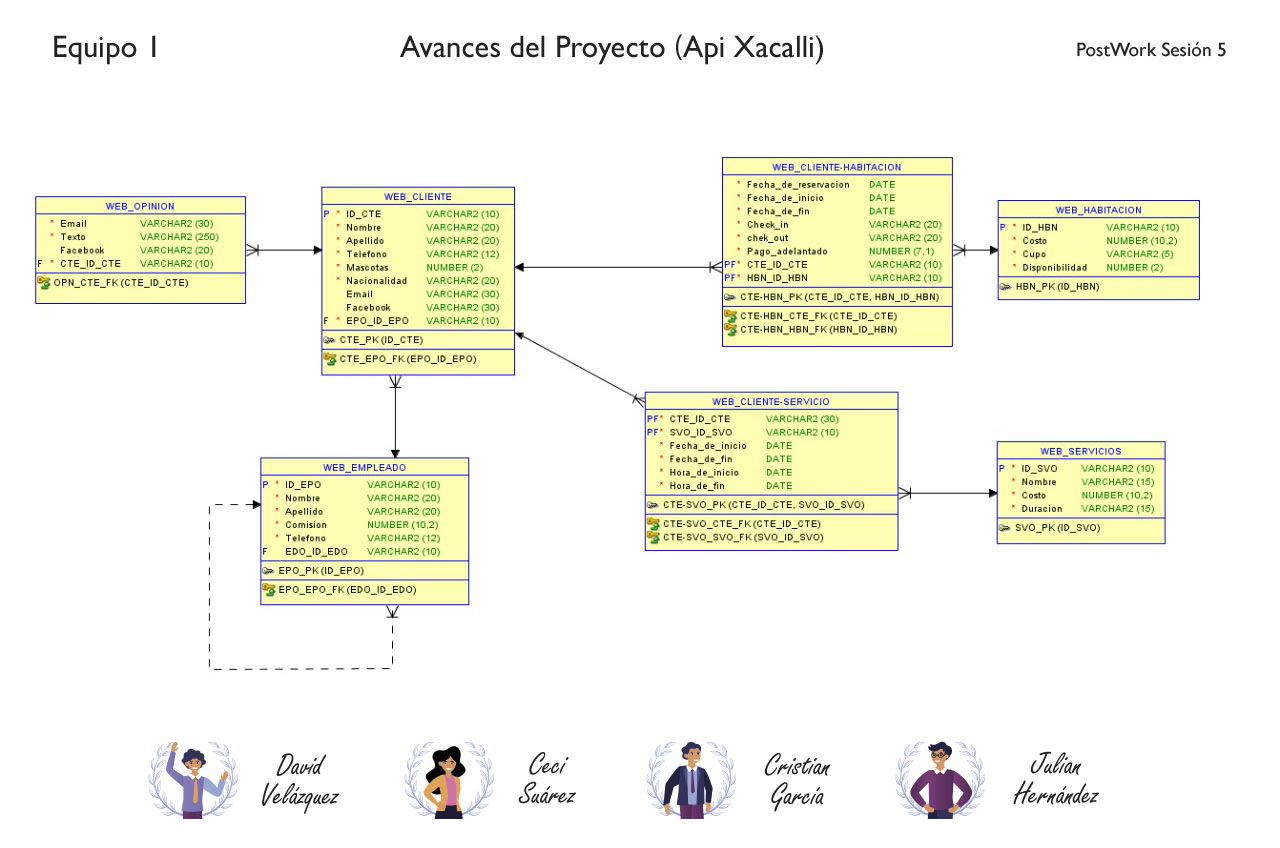 Equipo 1
Avances del Proyecto (Api Xacalli)
PostWork Sesión 5
WEB_OPINION
* Email VARCHAR2 (30)
* Texto VARCHAR2 (250)
Facebook VARCHAR2 (20)
F * CTE_ID_CTE VARCHAR2 (10)
OPN_CTE_FK (CTE_ID_CTE)
WEB_CLIENTE
P * ID_CTE VARCHAR2 (10)
* Nombre VARCHAR2 (20)
* Apellido VARCHAR2 (20)
* Telefono VARCHAR2 (12)
* Mascotas NUMBER (2)
* Nacionalidad VARCHAR2 (20)
Email VARCHAR2 (30)
Facebook VARCHAR2 (30)
F * EPO_ID_EPO VARCHAR2 (10)
CTE_PK (ID_CTE)
CTE_EPO_FK (EPO_ID_EPO)
WEB_CLIENTE-HABITACION
* Fecha_de_reservacion DATE
* Fecha_de_inicio DATE
* Fecha_de_fin DATE
Check_in VARCHAR2 (20)
* chek_out VARCHAR2 (20)
* Pago_adelantado NUMBER (7,1)
PF* CTE_ID_CTE VARCHAR2 (10)
PF* HBN_ID_HBN VARCHAR2 (10)
CTE-HBN_PK (CTE_ID_CTE, HBN_ID_HBN)
CTE-HBN_CTE_FK (CTE_ID_CTE)
CTE-HBN_HBN_FK (HBN_ID_HBN)
WEB_HABITACION
P * ID_HBN VARCHAR2 (10)
* Costo NUMBER (10,2)
* Cupo VARCHAR2 (5)
* Disponibilidad NUMBER (2)
HBN_PK (ID_HBN)
WEB_CLIENTE-SERVICIO
PF* CTE_ID_CTE VARCHAR2 (30)
PF* SVO_ID_SVO VARCHAR2 (10)
* Fecha_de_inicio DATE
* Fecha_de_fin DATE
* Hora_de_inicio DATE
* Hora_de_fin DATE
CTE-SVO_PK (CTE_ID_CTE, SVO_ID_SVO)
CTE-SVO_CTE_FK (CTE_ID_CTE)
CTE-SVO_SVO_FK (SVO_ID_SVO)
WEB_SERVICIOS
P * ID_SVO VARCHAR2 (10)
* Nombre VARCHAR2 (15)
* Costo NUMBER (10,2)
* Duracion VARCHAR2 (15)
SVO_PK (ID_SVO)
WEB_EMPLEADO
P * ID_EPO VARCHAR2 (10)
* Nombre VARCHAR2 (20)
* Apellido VARCHAR2 (20)
* Comision NUMBER (10,2)
* Telefono VARCHAR2 (12)
F EDO_ID_EDO VARCHAR2 (10)
EPO_PK (ID_EPO)
EPO_EPO_FK (EDO_ID_EDO)
David
Velázquez
Ceci
Suárez
Cristian
García
Julian
Hernández